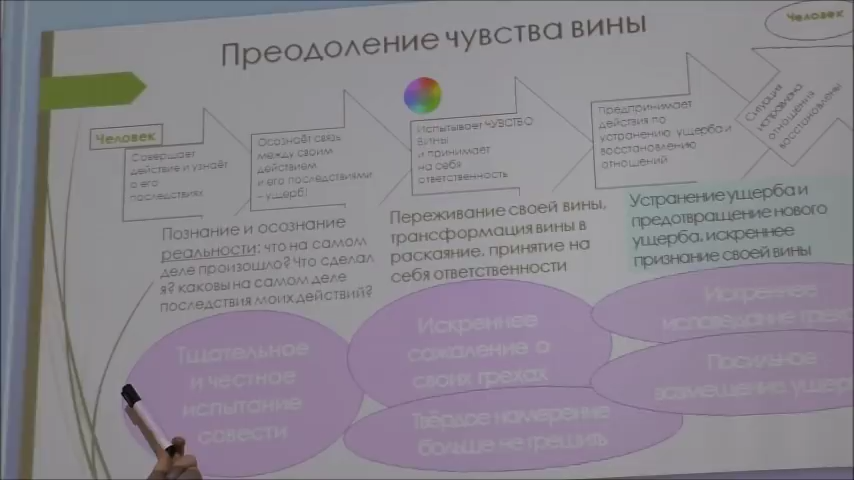 Преодоление чувства вины
Человек
Человек
Совершает
действие и узнаёт
о его
последствиях
Осознаёт связь
между своим
действием
и его последствиями
– ущерб!
Испытывает ЧУВСТВО
ВИНЫ
и принимает
на себя
ответственность
Предпринимает
действия по
устранению ущерба и
восстановлению
отношений
Ситуация
исправлена
отношения
восстановлены
Познание и осознание
реальности: что на самом
деле произошло? Что сделал
я? каковы на самом деле
последствия моих действий?
Переживание своей вины,
трансформация вины в
раскаяние, принятие на
себя ответственности
Устранение ущерба и
предотвращение нового
ущерба, искреннее
признание своей вины
Тщательное
и честное
испытание
совести
Искреннее
сожаление о
своих грехах
Твёрдое намерение
больше не грешить
Искреннее
исповедание
Посильное
возмещение